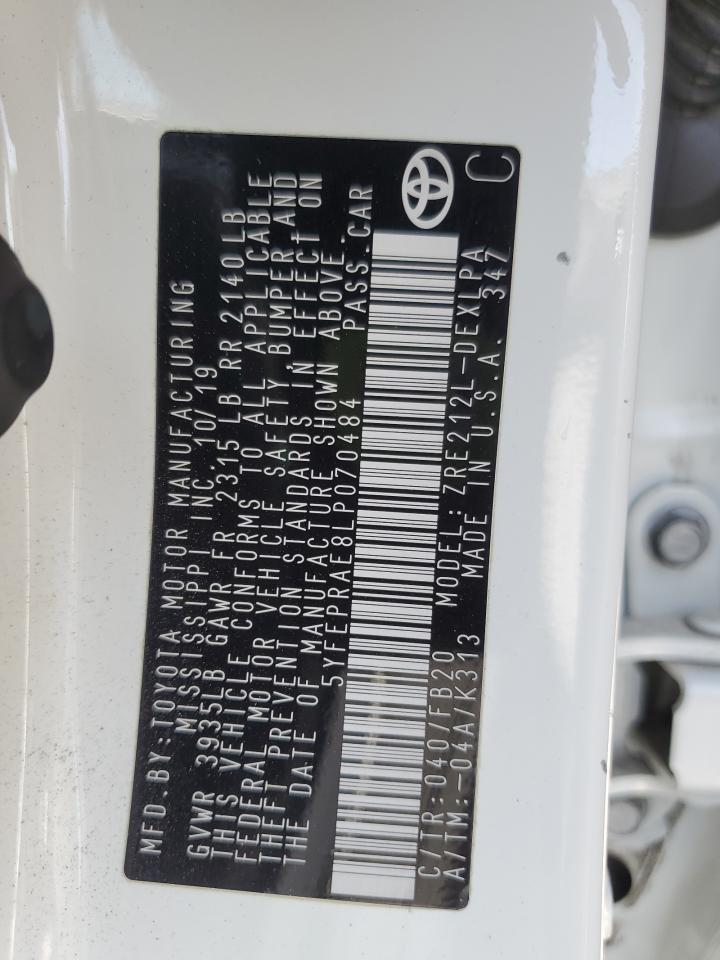 MFD.BY:TOYOTA MOTOR MANUFACTURING
MISSISSIPPI INC. 10/19
GVWR 3935LB GAWR FR 2315 LB RR 2140LB
THIS VEHICLE CONFORMS TO ALL APPLICABLE
FEDERAL MOTOR VEHICLE SAFETY, BUMPER AND
THEFT PREVENTION STANDARDS IN EFFECT ON
THE DATE OF MANUFACTURE SHOWN ABOVE.
5YFEPRAE8LP070484 PASS.CAR
C/TR:040/FB20 MODEL:ZRE212L-DEXLPA
A/TM:-04A/K313 MADE IN U.S.A. 347
C